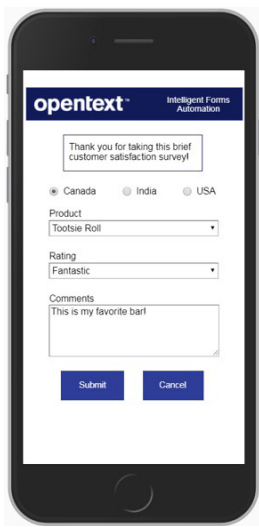 opentext™
Intelligent Forms
Automation
Thank you for taking this brief
customer satisfaction survey!
Canada India USA
Product
Tootsie Roll
Rating
Fantastic
Comments
This is my favorite bar!
Submit Cancel